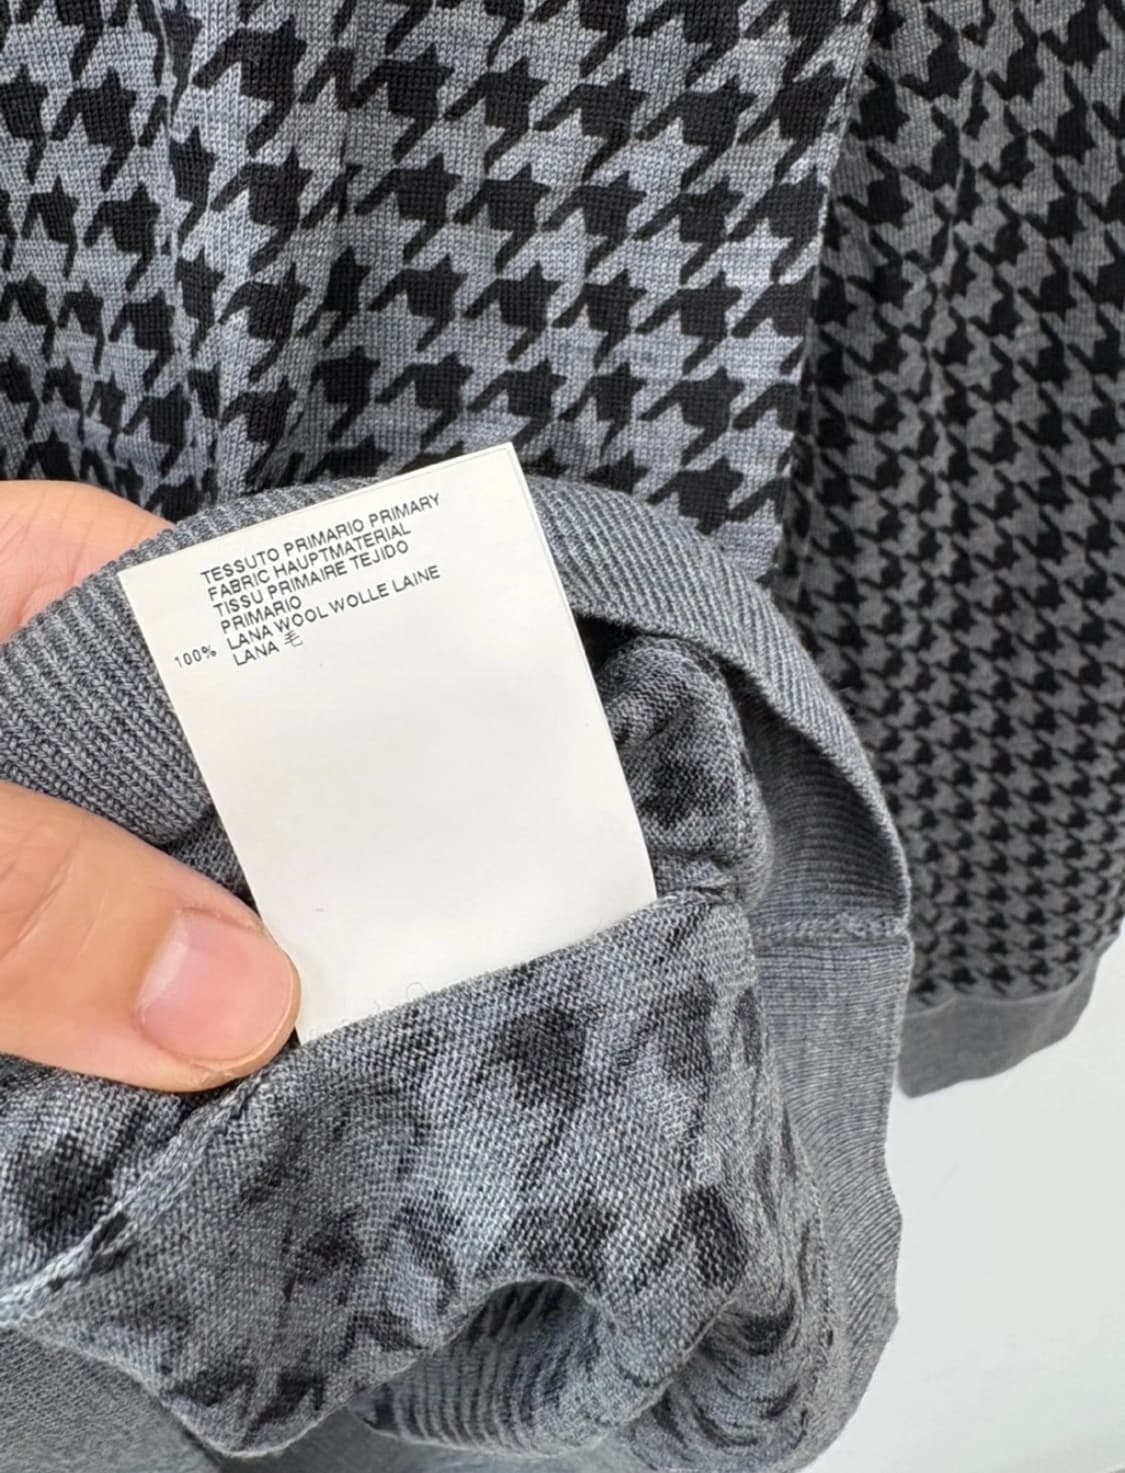 TESSUTO PRIMARIO PRIMARY
FABRIC HAUPTMATERIAL
TISSU PRIMAIRE TEJIDO
PRIMARIO
100% LANA WOOL WOLLE LAINE
LANA 毛